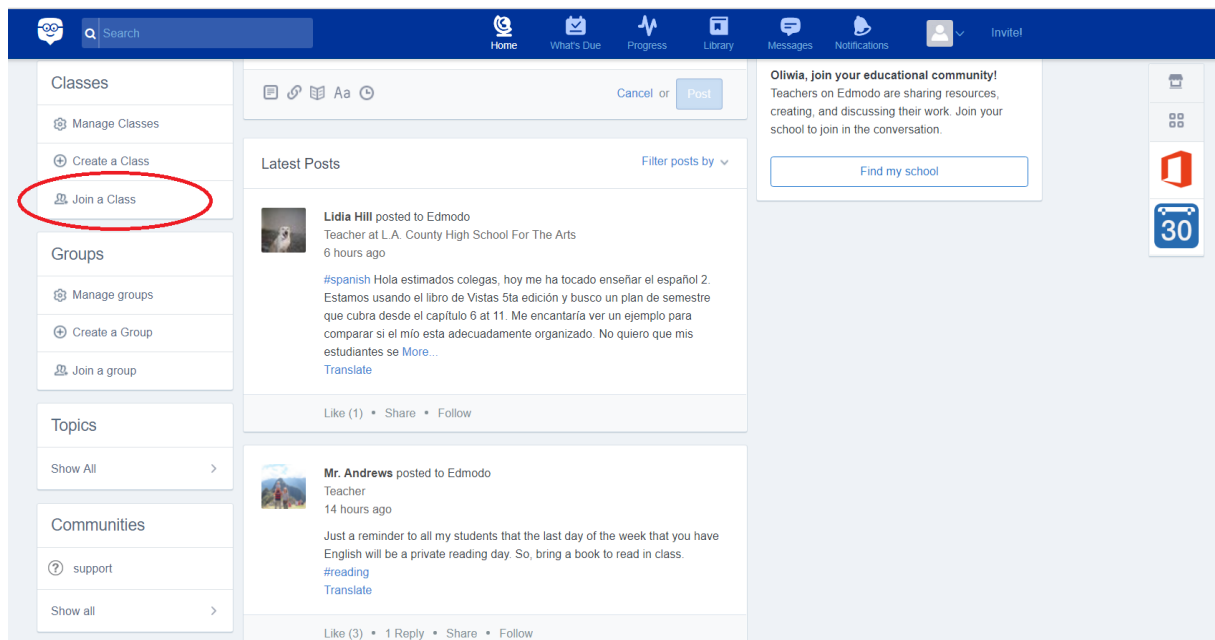 Search
Home
What's Due
Progress
Library
Messages
Notifications
Invite!
Classes
Manage Classes
Create a Class
Join a Class
Groups
Manage groups
Create a Group
Join a group
Topics
Show All
Communities
support
Show all
Aa
Cancel or Post
Latest Posts
Filter posts by
Lidia Hill posted to Edmodo
Teacher at L.A. County High School For The Arts
6 hours ago
#spanish Hola estimados colegas, hoy me ha tocado enseñar el español 2.
Estamos usando el libro de Vistas 5ta edición y busco un plan de semestre
que cubra desde el capítulo 6 at 11. Me encantaría ver un ejemplo para
comparar si el mío esta adecuadamente organizado. No quiero que mis
estudiantes se More...
Translate
Like (1) • Share • Follow
Mr. Andrews posted to Edmodo
Teacher
14 hours ago
Just a reminder to all my students that the last day of the week that you have
English will be a private reading day. So, bring a book to read in class.
#reading
Translate
Like (3) • 1 Reply • Share • Follow
Oliwia, join your educational community!
Teachers on Edmodo are sharing resources,
creating, and discussing their work. Join your
school to join in the conversation.
Find my school
30